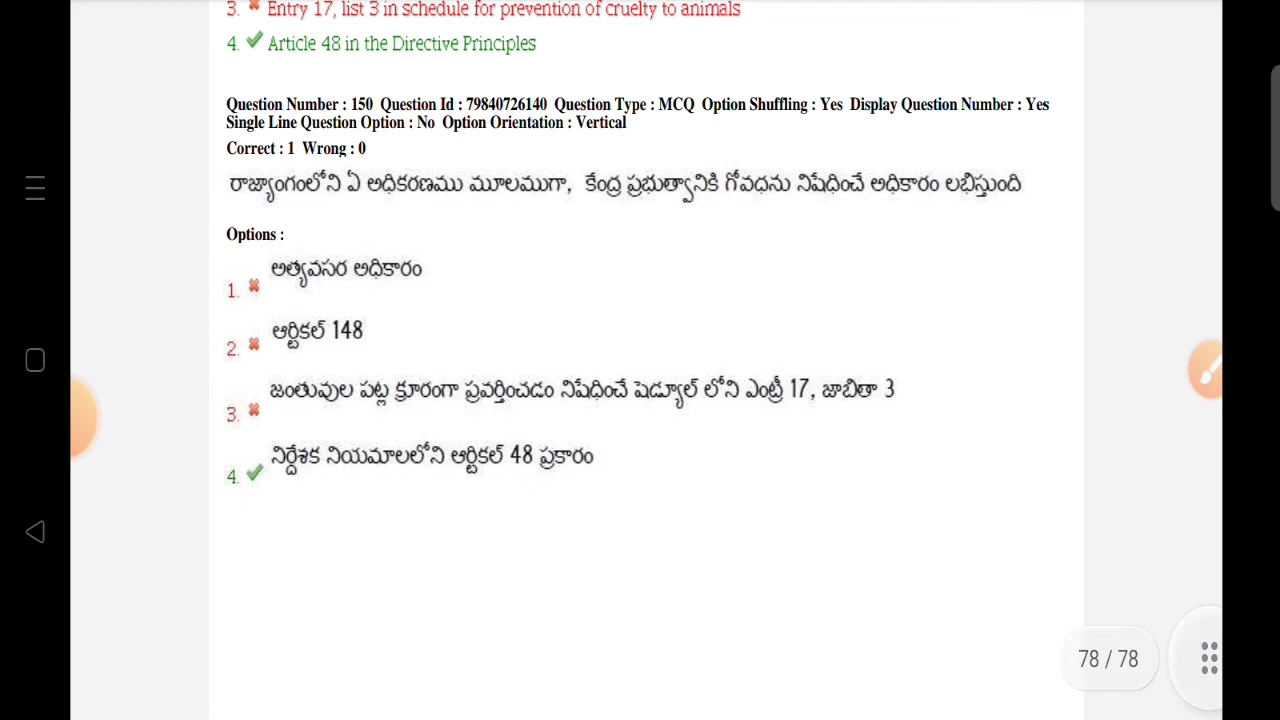 3. Entry 17, list 3 in schedule for prevention of cruelty to animals
4. Article 48 in the Directive Principles
Question Number : 150 Question Id : 79840726140 Question Type : MCQ Option Shuffling : Yes Display Question Number : Yes
Single Line Question Option : No Option Orientation : Vertical
Correct : 1 Wrong : 0
రాజ్యాంగంలోని ఏ అధికరణము మూలముగా, కేంద్ర ప్రభుత్వానికి గోవధను నిషేధించే అధికారం లభిస్తుంది
Options :
1. అత్యవసర అధికారం
2. ఆర్టికల్ 148
3. జంతువుల పట్ల క్రూరంగా ప్రవర్తించడం నిషేధించే షెడ్యూల్ లోని ఎంట్రీ 17, జాబితా 3
4. నిర్దేశక నియమాలలోని ఆర్టికల్ 48 ప్రకారం
78 / 78